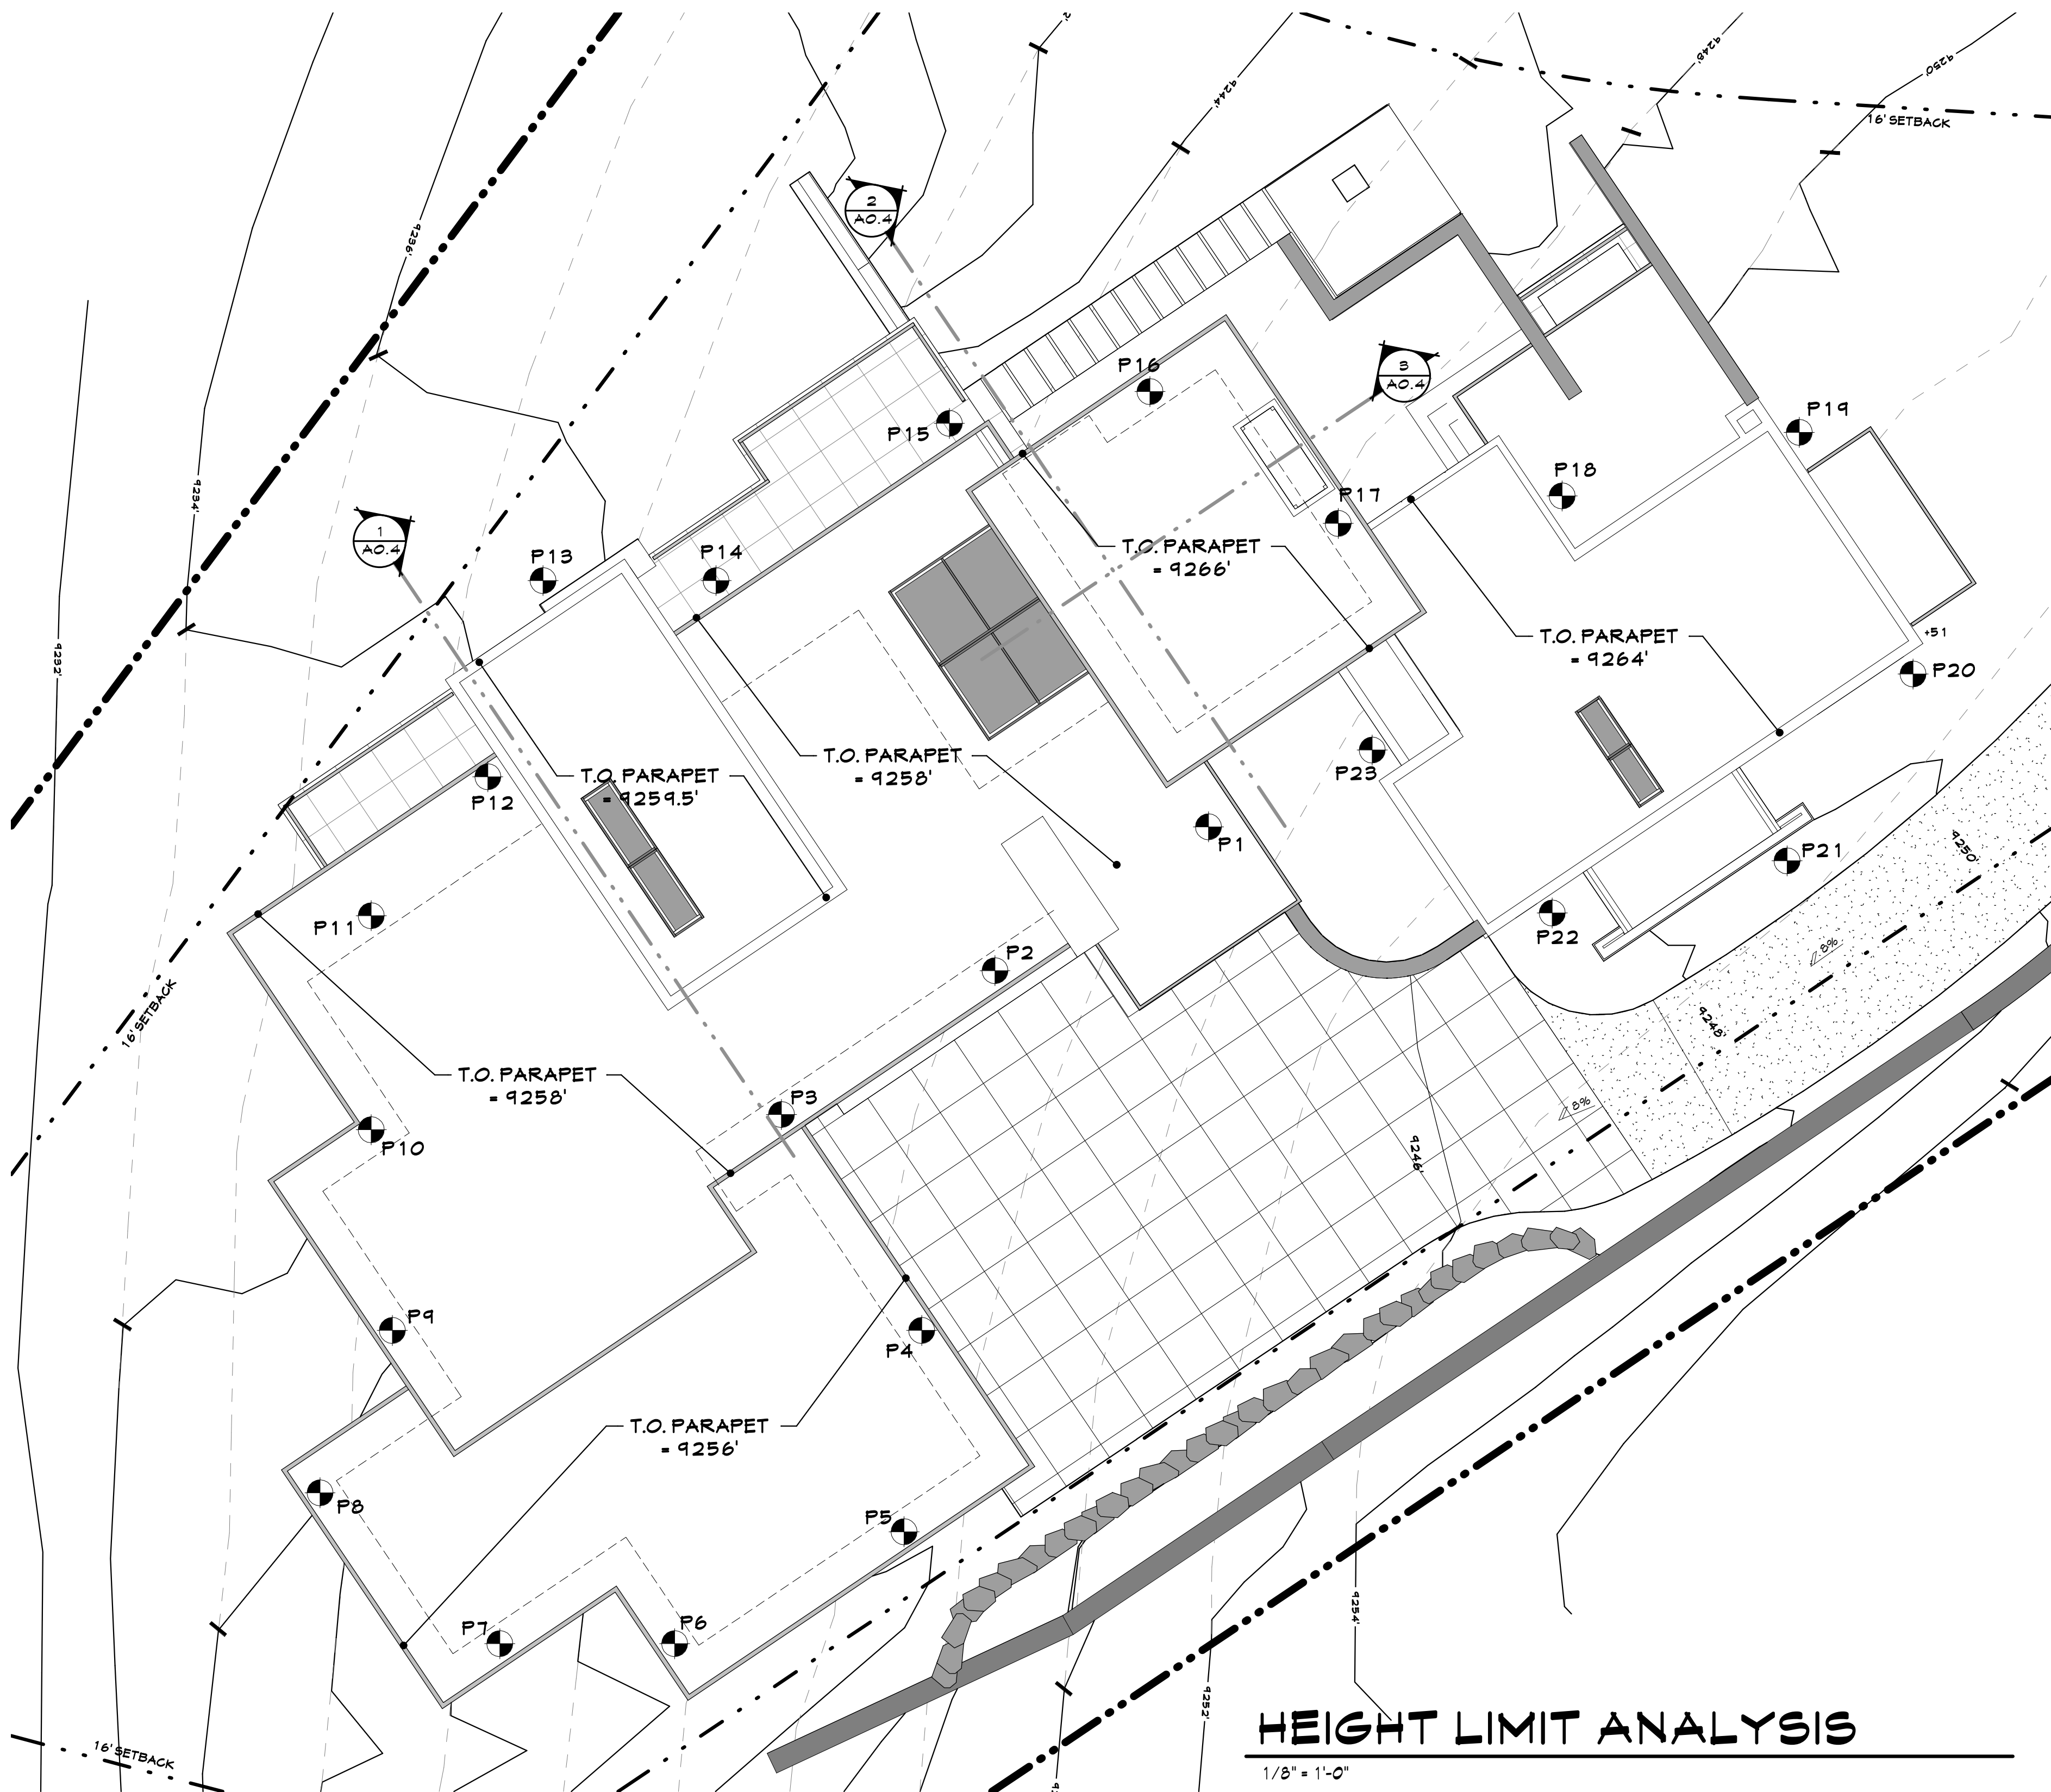 9244'
9248'
9250'
16' SETBACK
9236'
2
A0.4
3
A0.4
P16
P15
P19
P18
P17
9234'
1
A0.4
P13
P14
T.O. PARAPET
= 9266'
T.O. PARAPET
= 9264'
+51
P20
9232'
P12
T.O. PARAPET
= 9259.5'
T.O. PARAPET
= 9258'
P23
P1
P21
9250'
P11
P2
P22
8%
16' SETBACK
9248'
T.O. PARAPET
= 9258'
P3
8%
P10
9246'
P9
P4
T.O. PARAPET
= 9256'
P8
P5
P7
P6
9254'
9252'
16' SETBACK
HEIGHT LIMIT ANALYSIS
1/8" = 1'-0"